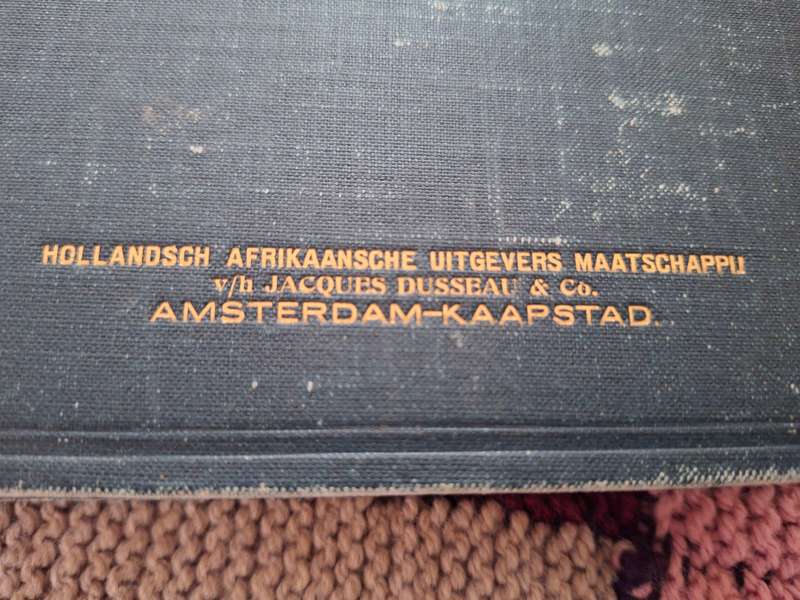 HOLLANDSCH AFRIKAANSCHE UITGEVERS MAATSCHAPPIJ
v/h JACQUES DUSSEAU & Co.
AMSTERDAM-KAAPSTAD.